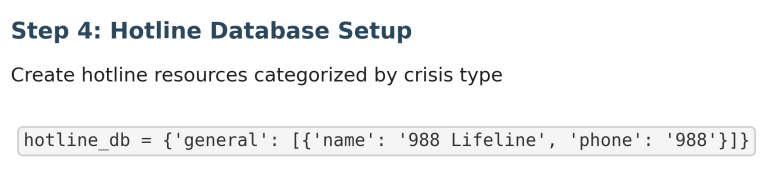 Step 4: Hotline Database Setup
Create hotline resources categorized by crisis type
hotline_db = {'general': [{'name': '988 Lifeline', 'phone': '988'}]}